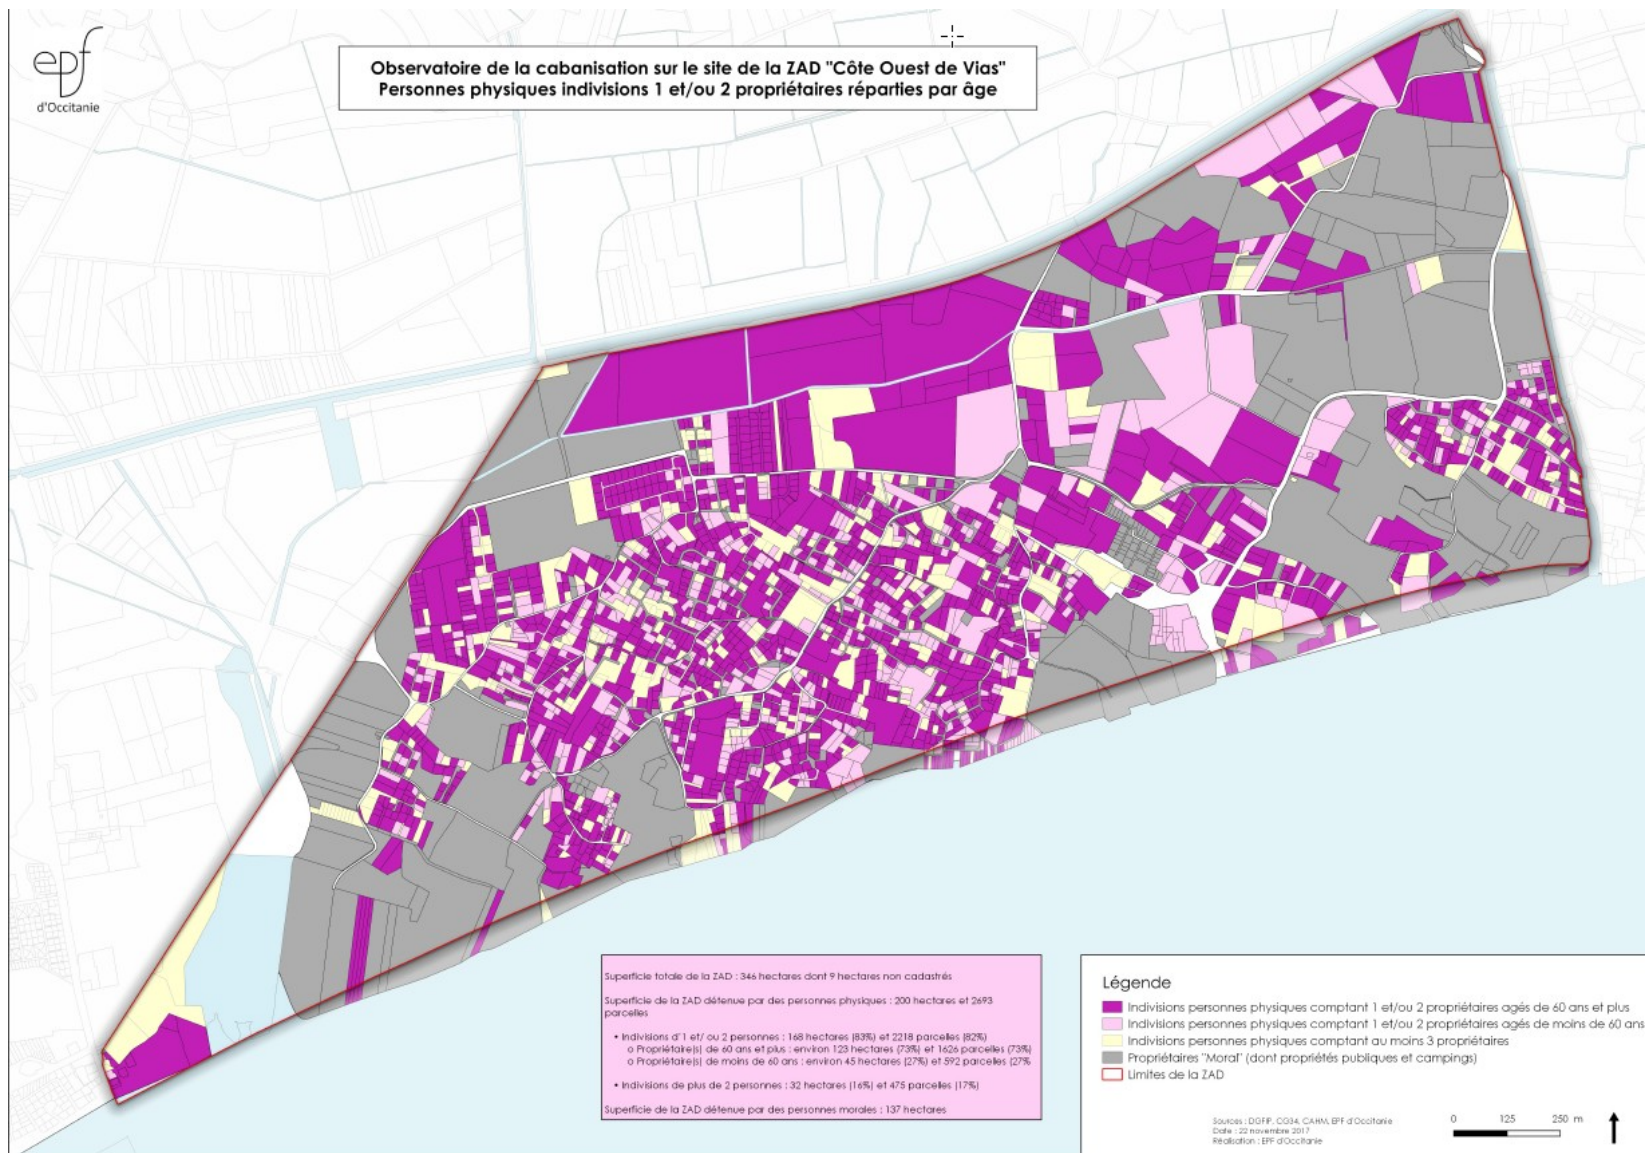 epf
d'Occitanie
Observatoire de la cabanisation sur le site de la ZAD "Côte Ouest de Vias"
Personnes physiques indivisions 1 et/ou 2 propriétaires réparties par âge
Superficie totale de la ZAD : 346 hectares dont 9 hectares non cadastrés
Superficie de la ZAD détenue par des personnes physiques : 200 hectares et 2693
parcelles
• Indivisions d'1 et/ ou 2 personnes : 168 hectares (83%) et 2218 parcelles (82%)
o Propriétaire(s) de 60 ans et plus : environ 123 hectares (73%) et 1626 parcelles (73%)
o Propriétaire(s) de moins de 60 ans : environ 45 hectares (27%) et 592 parcelles (27%
• Indivisions de plus de 2 personnes : 32 hectares (16%) et 475 parcelles (17%)
Superficie de la ZAD détenue par des personnes morales : 137 hectares
Légende
Indivisions personnes physiques comptant 1 et/ou 2 propriétaires agés de 60 ans et plus
Indivisions personnes physiques comptant 1 et/ou 2 propriétaires agés de moins de 60 ans
Indivisions personnes physiques comptant au moins 3 propriétaires
Propriétaires "Moral" (dont propriétés publiques et campings)
Limites de la ZAD
Sources : DGFIP, CG34, CAHM, EPF d'Occitanie
Date : 22 novembre 2017
Réalisation : EPF d'Occitanie
0 125 250 m